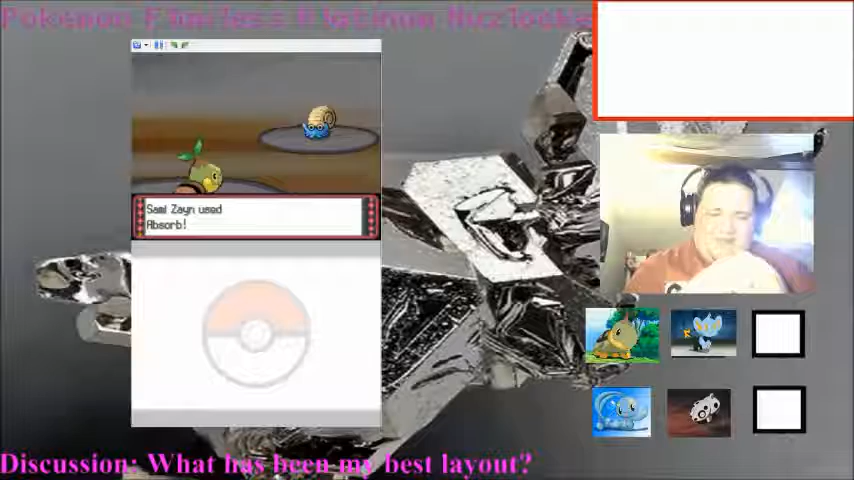 Pokemon Flawless Platinum Nuzlocke
Sami Zayn used
Absorb!
Discussion: What has been my best layout?